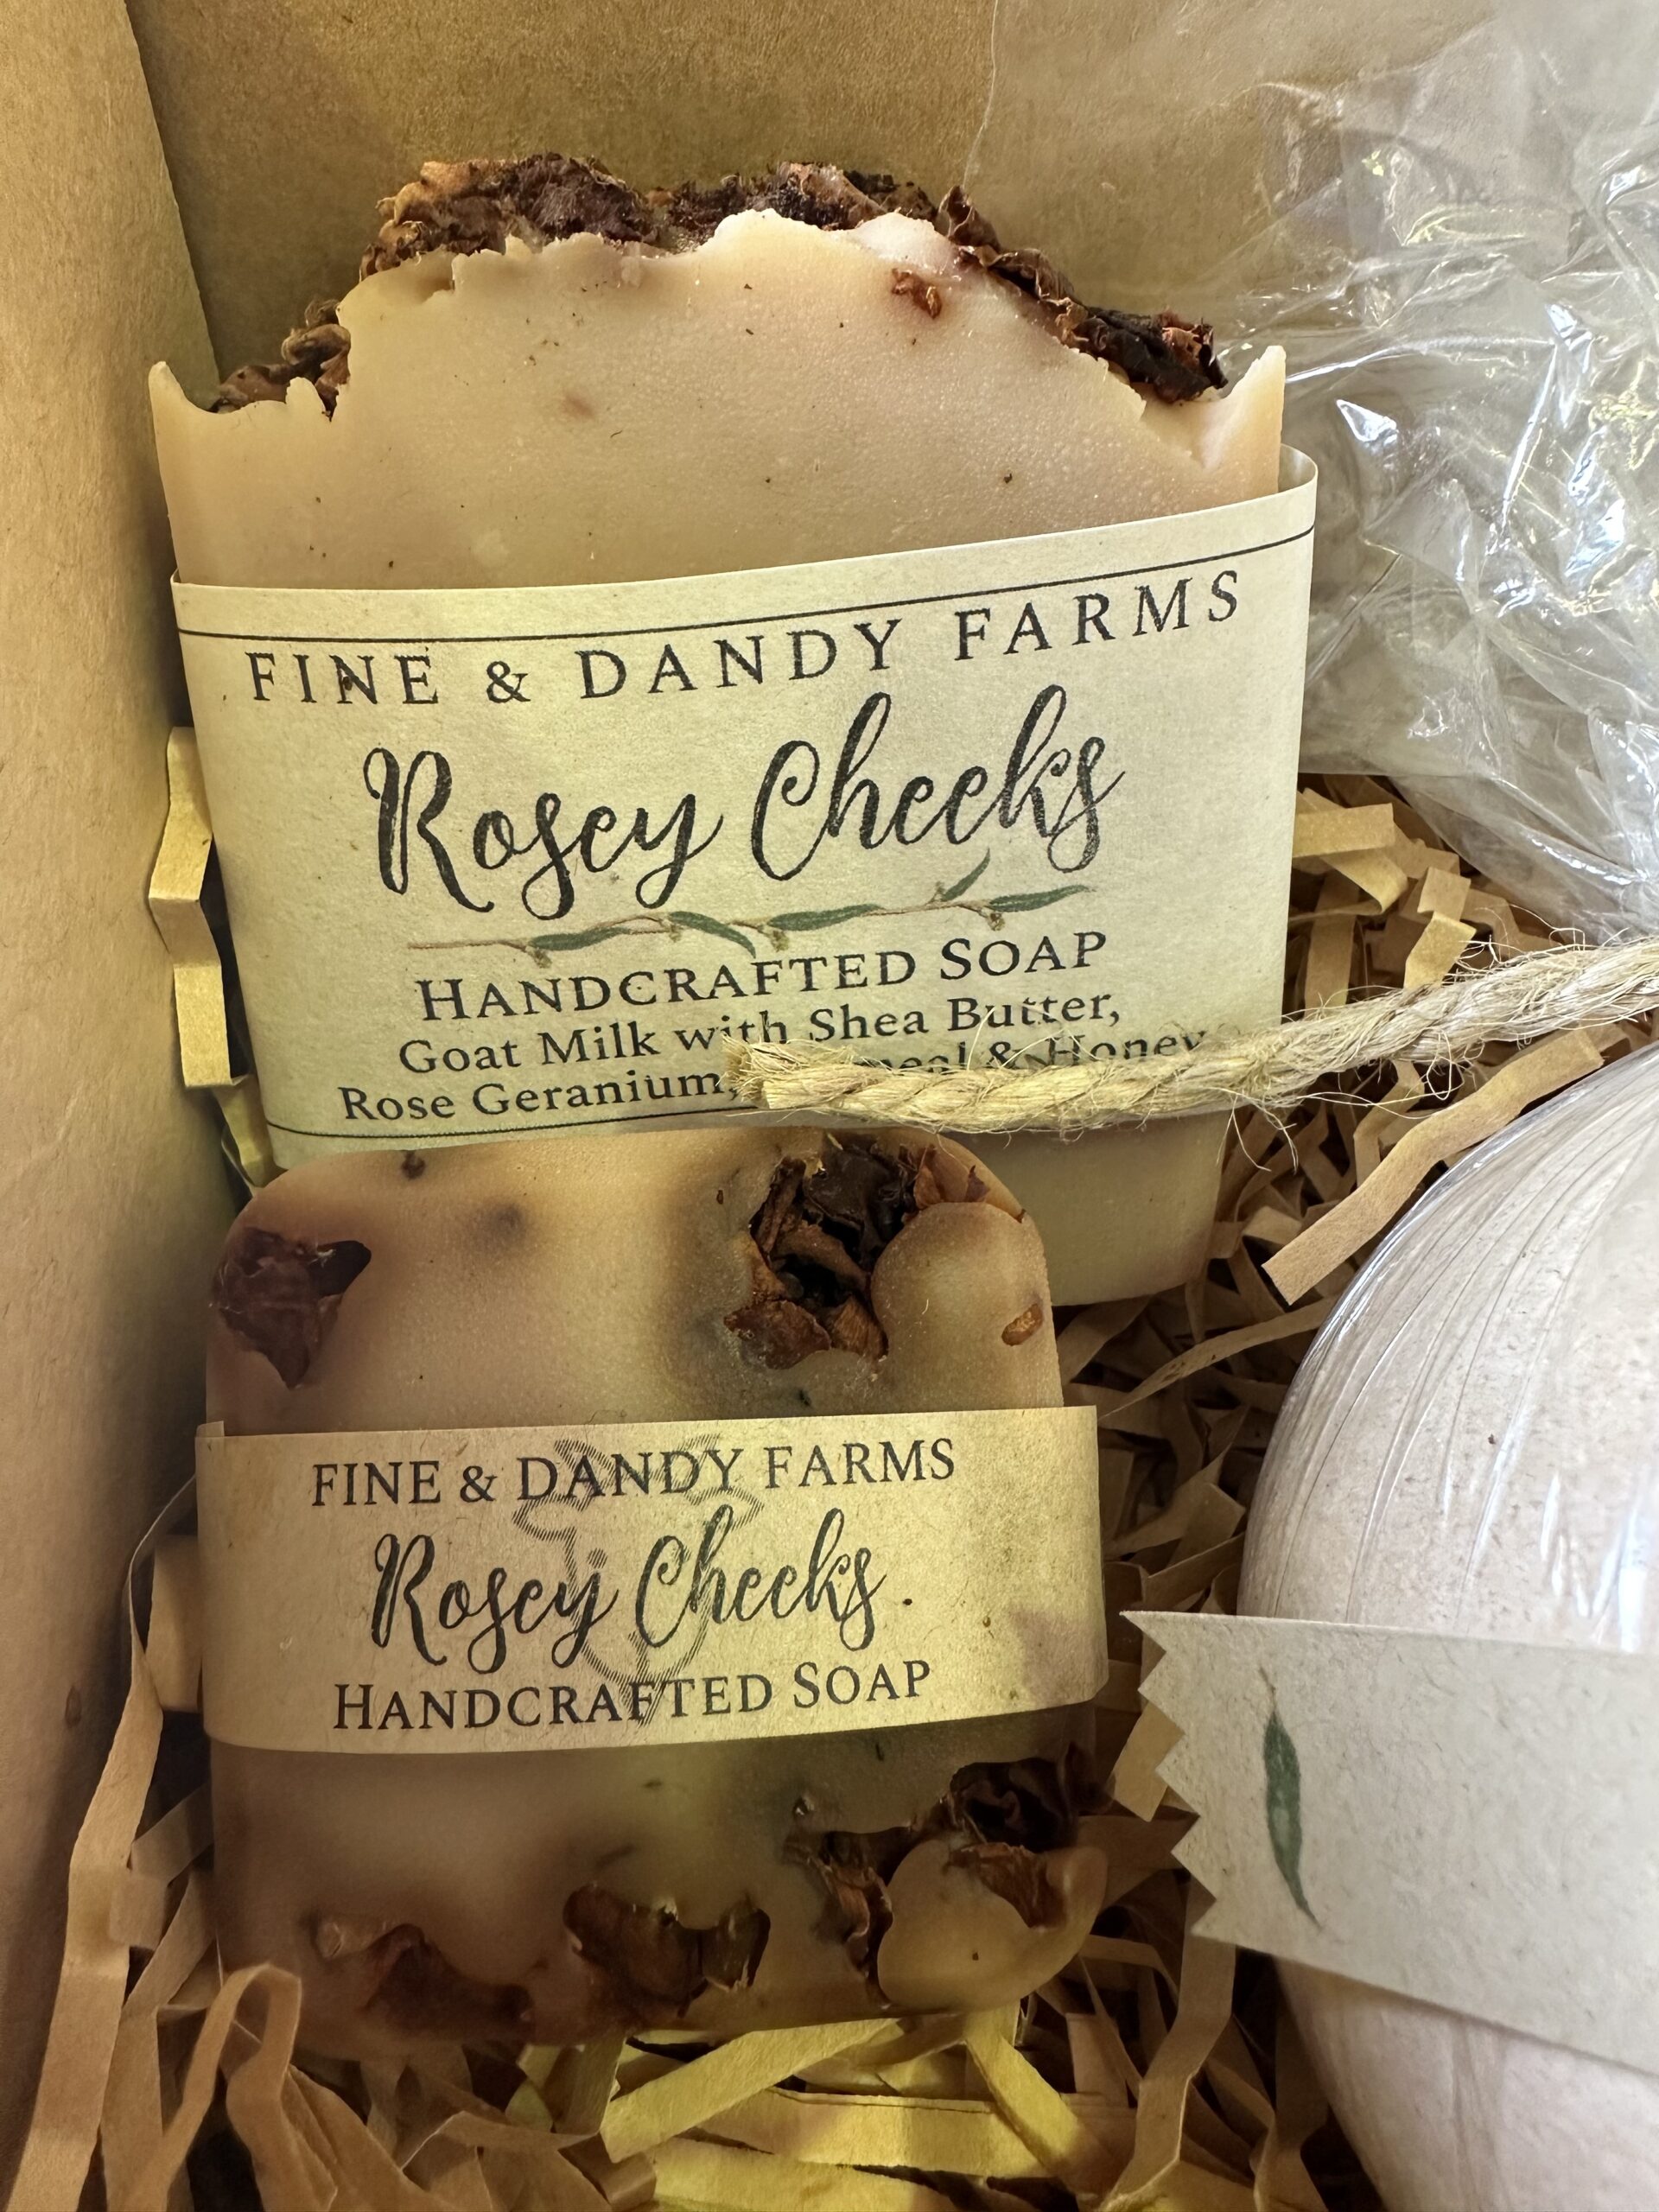 FINE & DANDY FARMS
Rosey Cheeks
HANDCRAFTED SOAP
Goat Milk with Shea Butter,
Rose Geranium, & Honey
FINE & DANDY FARMS
Rosey Cheeks
HANDCRAFTED SOAP